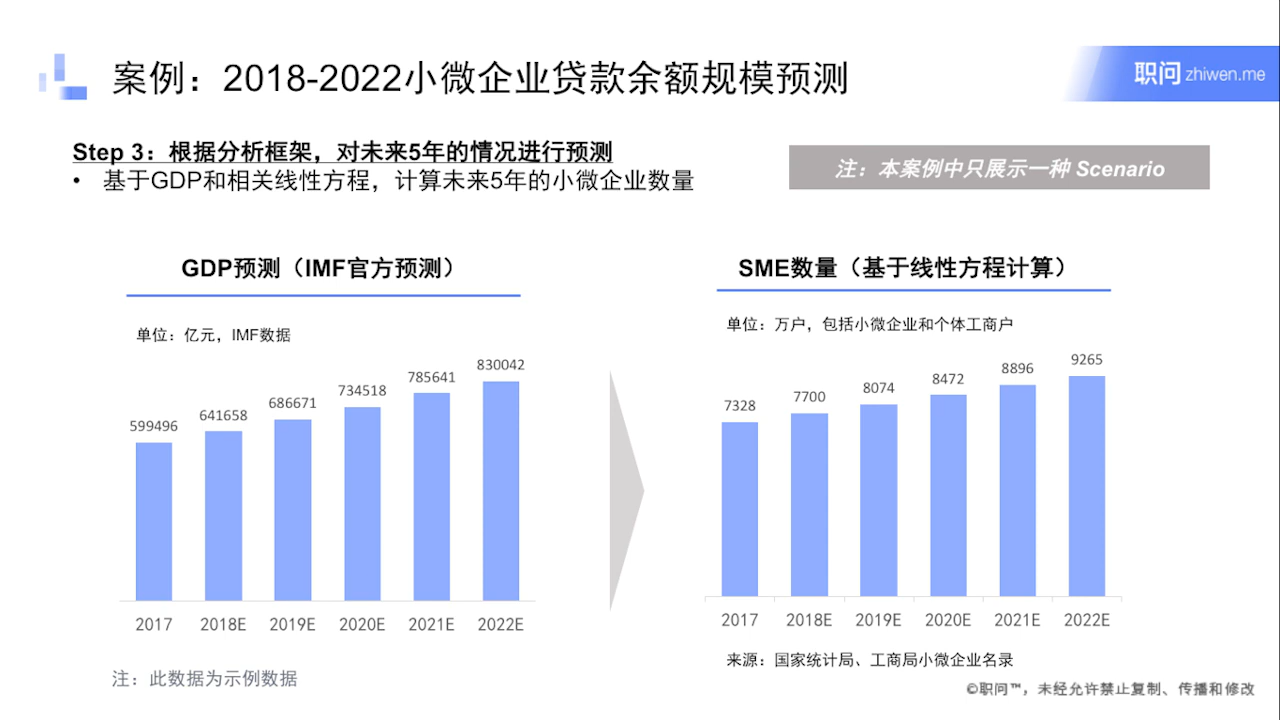 案例：2018-2022小微企业贷款余额规模预测
职问 zhiwen.me
Step 3：根据分析框架，对未来5年的情况进行预测
• 基于GDP和相关线性方程，计算未来5年的小微企业数量
注：本案例中只展示一种 Scenario
GDP预测（IMF官方预测）
单位：亿元，IMF数据
599496 641658 686671 734518 785641 830042
2017 2018E 2019E 2020E 2021E 2022E
注：此数据为示例数据
SME数量（基于线性方程计算）
单位：万户，包括小微企业和个体工商户
7328 7700 8074 8472 8896 9265
2017 2018E 2019E 2020E 2021E 2022E
来源：国家统计局、工商局小微企业名录
©职问™，未经允许禁止复制、传播和修改